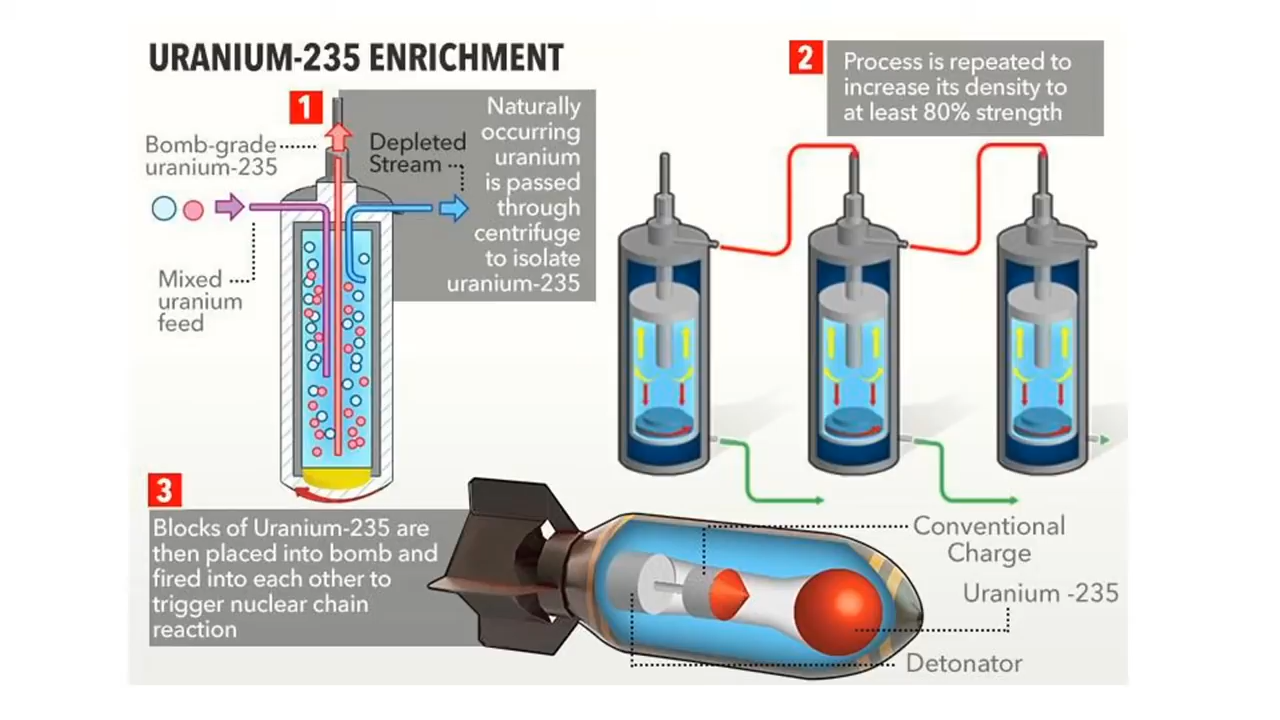 URANIUM-235 ENRICHMENT
1
Naturally
occurring
uranium
is passed
through
centrifuge
to isolate
uranium-235
Bomb-grade
uranium-235
Depleted
Stream
Mixed
uranium
feed
2
Process is repeated to
increase its density to
at least 80% strength
3
Blocks of Uranium-235 are
then placed into bomb and
fired into each other to
trigger nuclear chain
reaction
Conventional
Charge
Uranium -235
Detonator